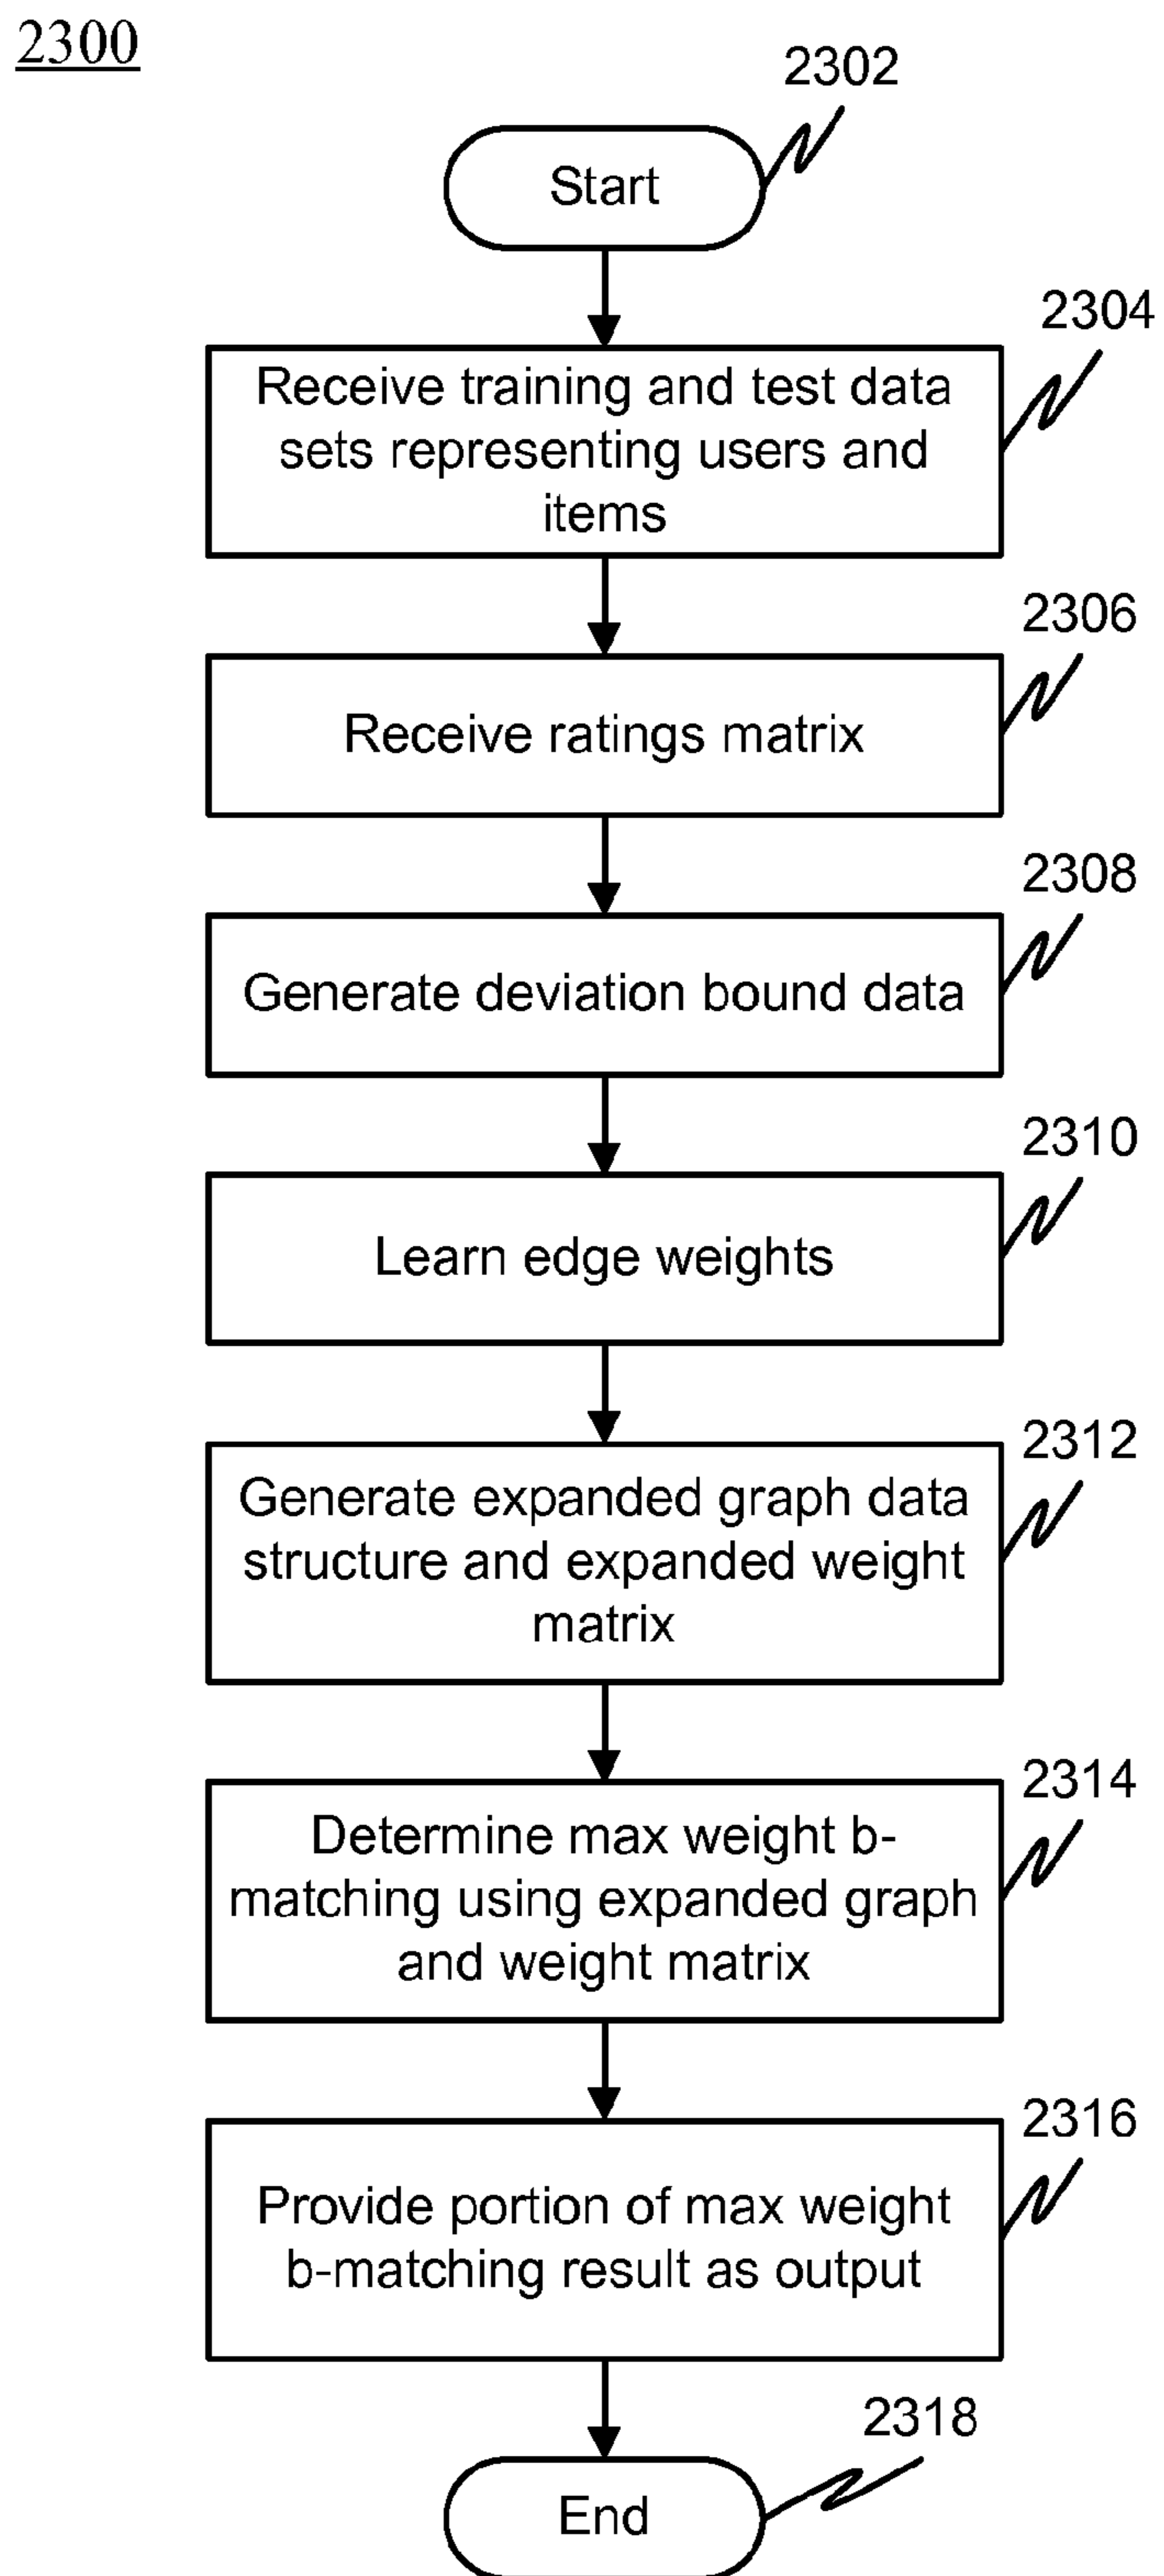 2300
2302
Start
2304
Receive training and test data
sets representing users and
items
2306
Receive ratings matrix
2308
Generate deviation bound data
2310
Learn edge weights
2312
Generate expanded graph data
structure and expanded weight
matrix
2314
Determine max weight b-
matching using expanded graph
and weight matrix
2316
Provide portion of max weight
b-matching result as output
2318
End